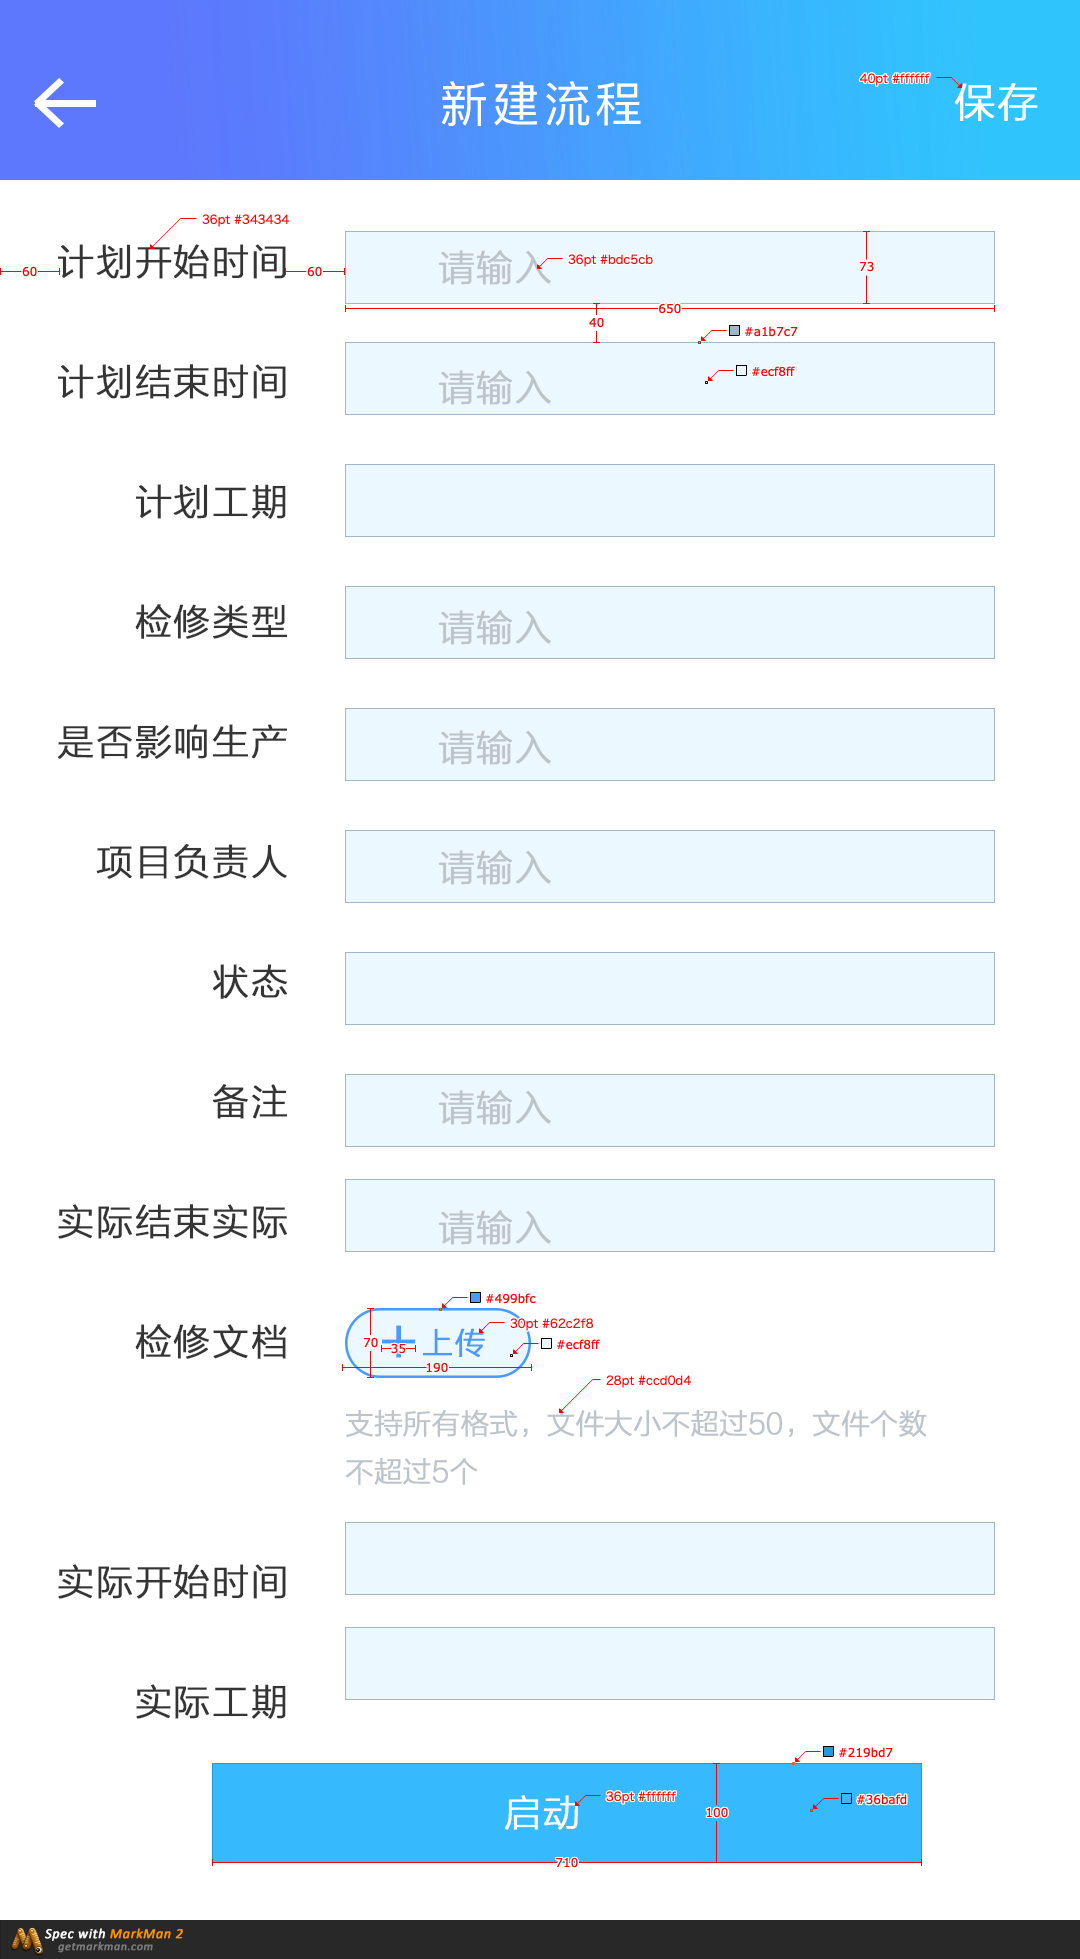 新建流程
40pt #ffffff
保存
36pt #343434
计划开始时间
60
60
请输入
36pt #bdc5cb
73
650
40
#a1b7c7
计划结束时间
请输入
#ecf8ff
计划工期
检修类型
请输入
是否影响生产
请输入
项目负责人
请输入
状态
备注
请输入
实际结束实际
请输入
#499bfc
检修文档
70
35
上传
30pt #62c2f8
#ecf8ff
190
28pt #ccd0d4
支持所有格式，文件大小不超过50，文件个数
不超过5个
实际开始时间
实际工期
#219bd7
启动
36pt #ffffff
100
#36bafd
710
Spec with MarkMan 2
getmarkman.com